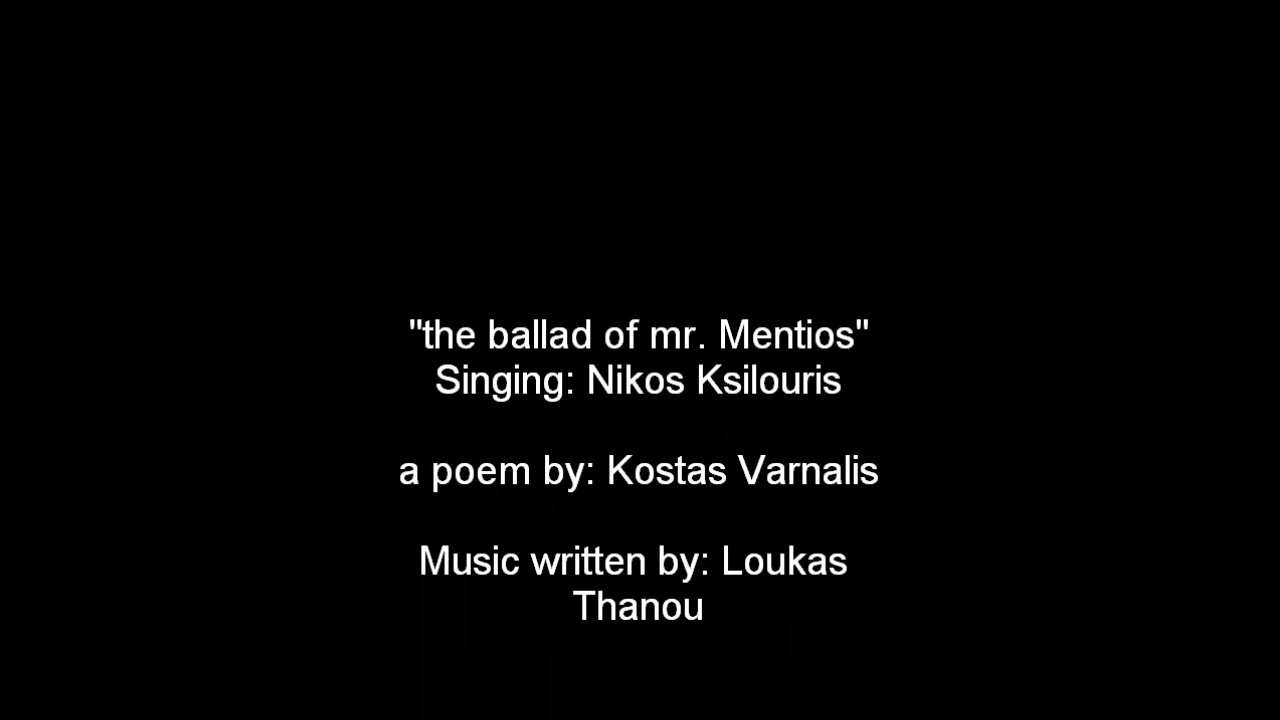 "the ballad of mr. Mentios"
Singing: Nikos Ksilouris
a poem by: Kostas Varnalis
Music written by: Loukas
Thanou